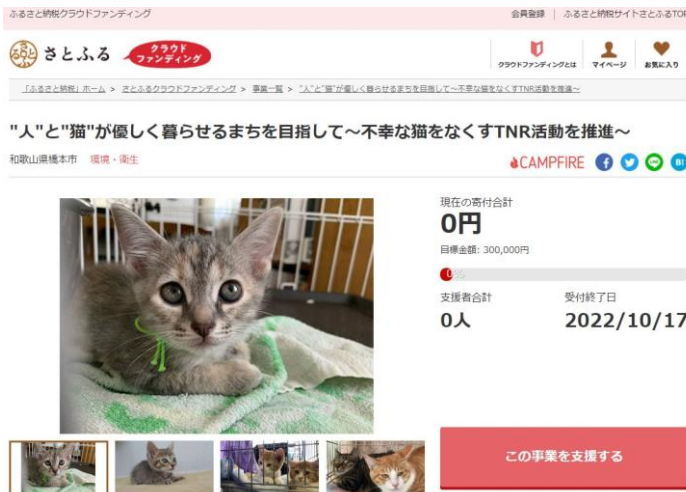 ふるさと納税クラウドファンディング
会員登録 | ふるさと納税サイトさとふるTOP
さとふる クラウドファンディング
クラウドファンディングとは マイページ お気に入り
「ふるさと納税」ホーム > さとふるクラウドファンディング > 事業一覧 > "人"と"猫"が優しく暮らせるまちを目指して～不幸な猫をなくすTNR活動を推進～
"人"と"猫"が優しく暮らせるまちを目指して～不幸な猫をなくすTNR活動を推進～
和歌山県橋本市 環境・衛生
CAMPFIRE
現在の寄付合計
0円
目標金額: 300,000円
0%
支援者合計 受付終了日
0人 2022/10/17
この事業を支援する